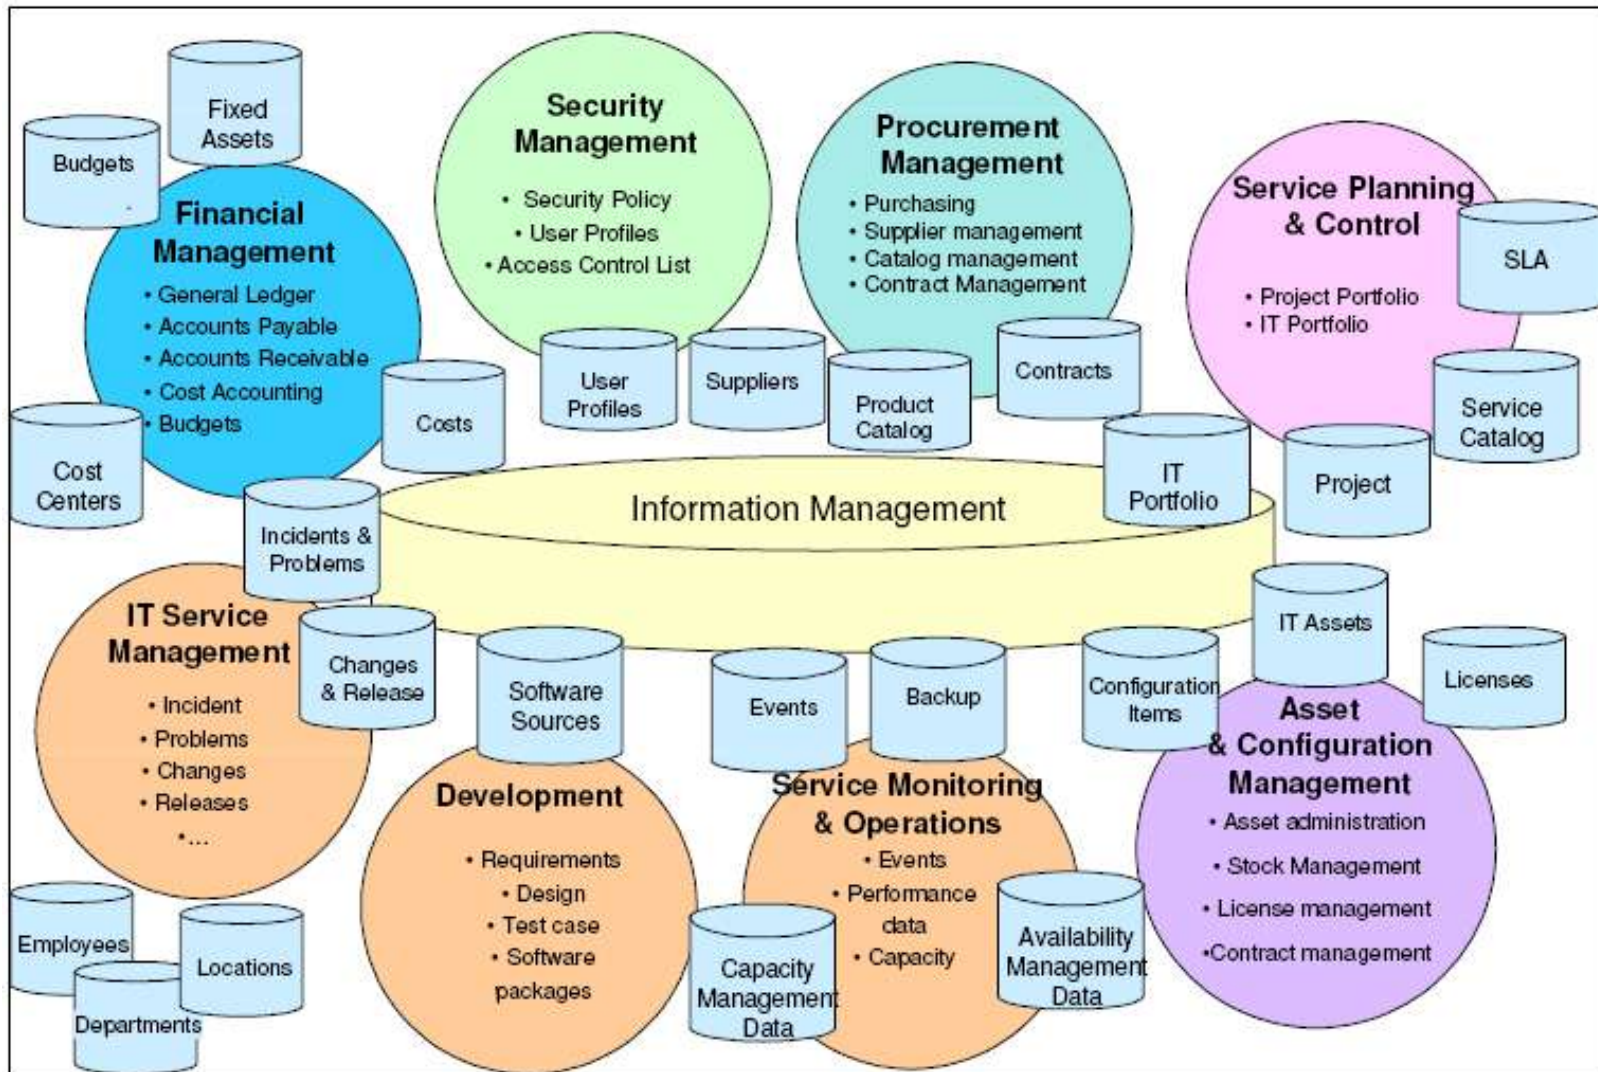 Fixed
Assets
Budgets
Financial
Management
• General Ledger
• Accounts Payable
• Accounts Receivable
• Cost Accounting
• Budgets
Cost
Centers
Costs
Security
Management
• Security Policy
• User Profiles
• Access Control List
User
Profiles
Suppliers
Procurement
Management
• Purchasing
• Supplier management
• Catalog management
• Contract Management
Product
Catalog
Contracts
Service Planning
& Control
• Project Portfolio
• IT Portfolio
SLA
Service
Catalog
Project
IT
Portfolio
Information Management
Incidents &
Problems
IT Service
Management
• Incident
• Problems
• Changes
• Releases
•...
Changes
& Release
Employees
Departments
Locations
Software
Sources
Development
• Requirements
• Design
• Test case
• Software
packages
Events
Backup
Service Monitoring
& Operations
• Events
• Performance
data
• Capacity
Capacity
Management
Data
Availability
Management
Data
Configuration
Items
IT Assets
Licenses
Asset
& Configuration
Management
• Asset administration
• Stock Management
• License management
•Contract management